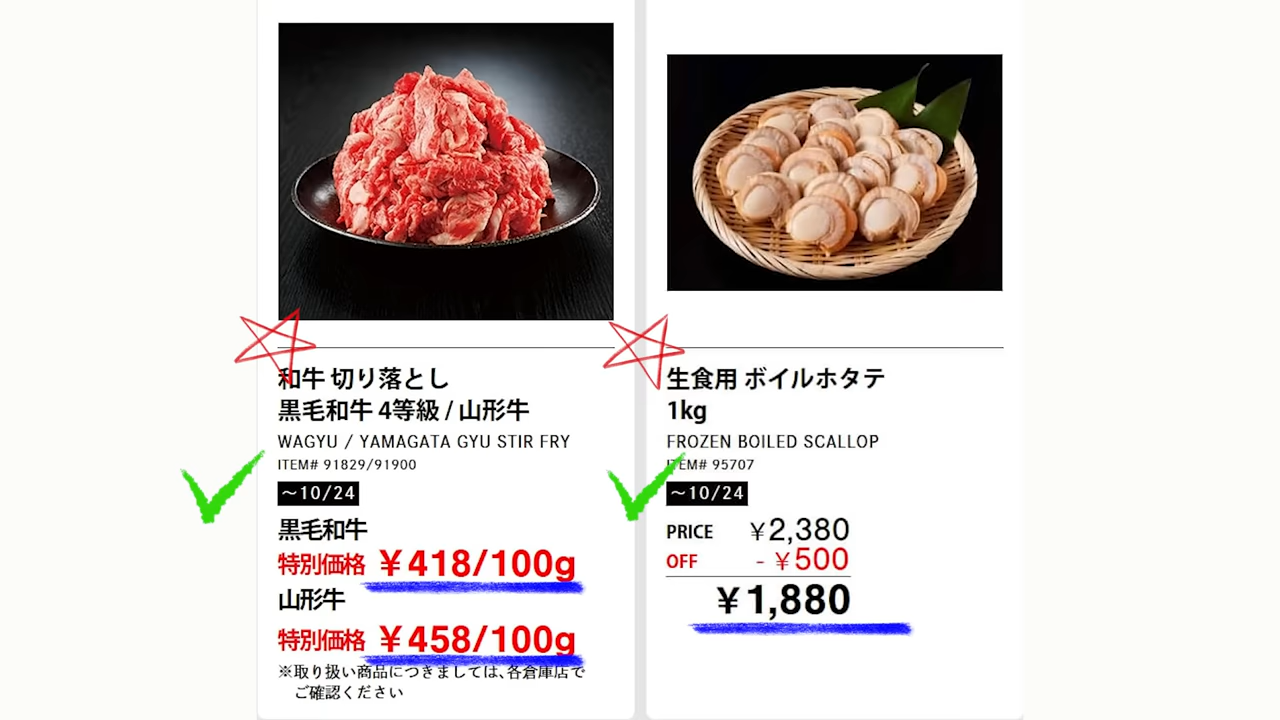 和牛 切り落とし
黒毛和牛 4等級 / 山形牛
WAGYU / YAMAGATA GYU STIR FRY
ITEM# 91829/91900
~10/24
黒毛和牛
特別価格 ¥418/100g
山形牛
特別価格 ¥458/100g
※取り扱い商品につきましては、各倉庫店で
ご確認ください
生食用 ボイルホタテ
1kg
FROZEN BOILED SCALLOP
ITEM# 95707
~10/24
PRICE ¥2,380
OFF - ¥500
¥1,880